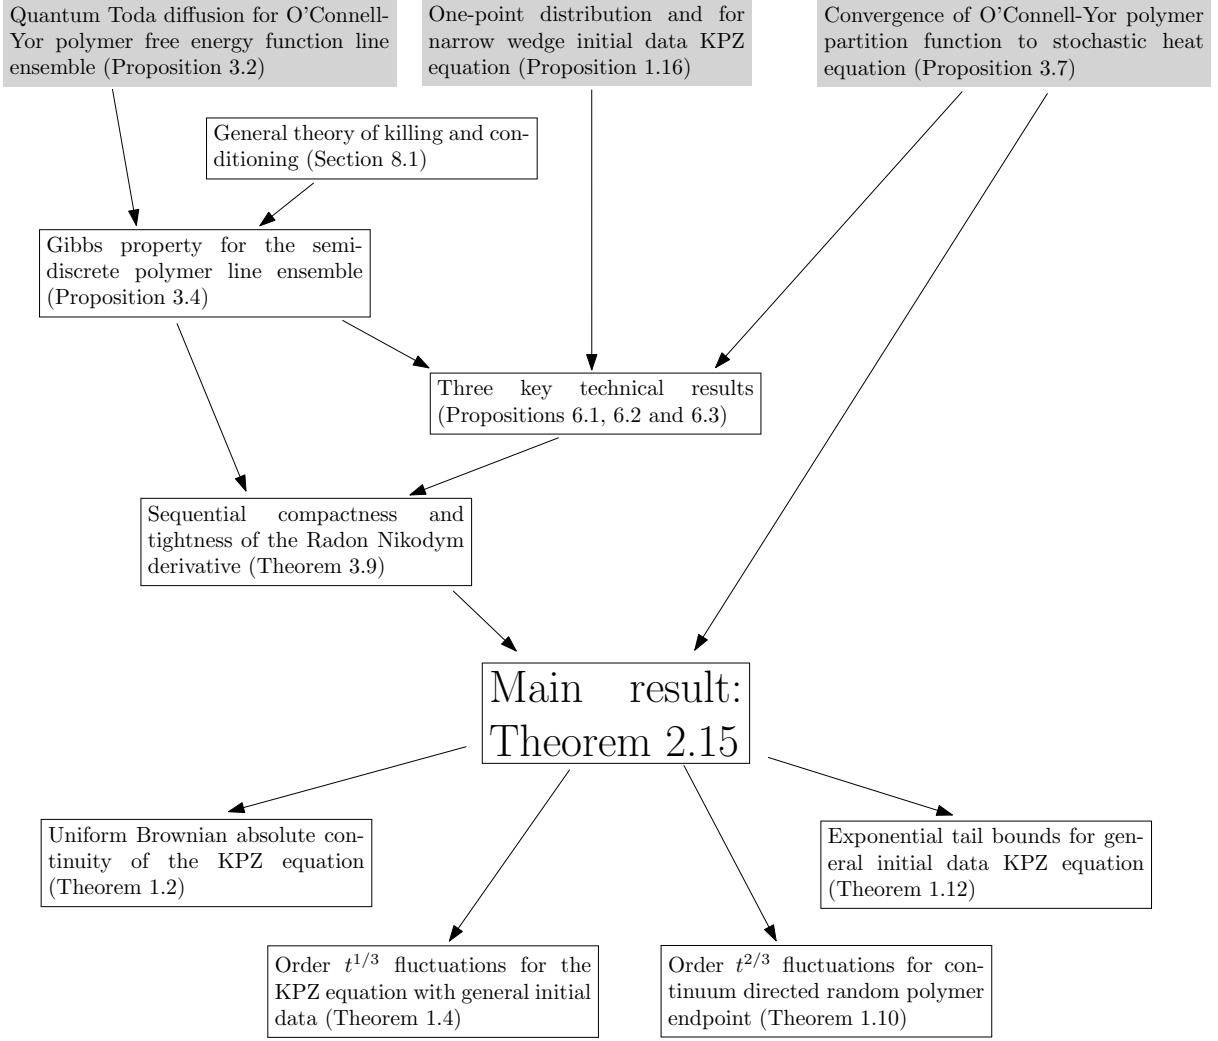 Quantum Toda diffusion for O'Connell-
Yor polymer free energy function line
ensemble (Proposition 3.2)
One-point distribution and for
narrow wedge initial data KPZ
equation (Proposition 1.16)
Convergence of O'Connell-Yor polymer
partition function to stochastic heat
equation (Proposition 3.7)
General theory of killing and con-
ditioning (Section 8.1)
Gibbs property for the semi-
discrete polymer line ensemble
(Proposition 3.4)
Three key technical results
(Propositions 6.1, 6.2 and 6.3)
Sequential compactness and
tightness of the Radon Nikodym
derivative (Theorem 3.9)
Main result:
Theorem 2.15
Uniform Brownian absolute con-
tinuity of the KPZ equation
(Theorem 1.2)
Exponential tail bounds for gen-
eral initial data KPZ equation
(Theorem 1.12)
Order t^{1/3} fluctuations for the
KPZ equation with general initial
data (Theorem 1.4)
Order t^{2/3} fluctuations for con-
tinuum directed random polymer
endpoint (Theorem 1.10)